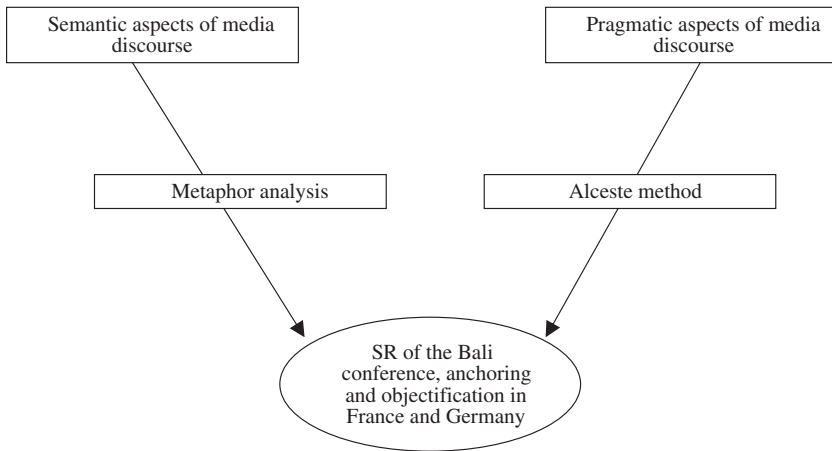 Semantic aspects of media
discourse
Pragmatic aspects of media
discourse
Metaphor analysis
Alceste method
SR of the Bali
conference, anchoring
and objectification in
France and Germany